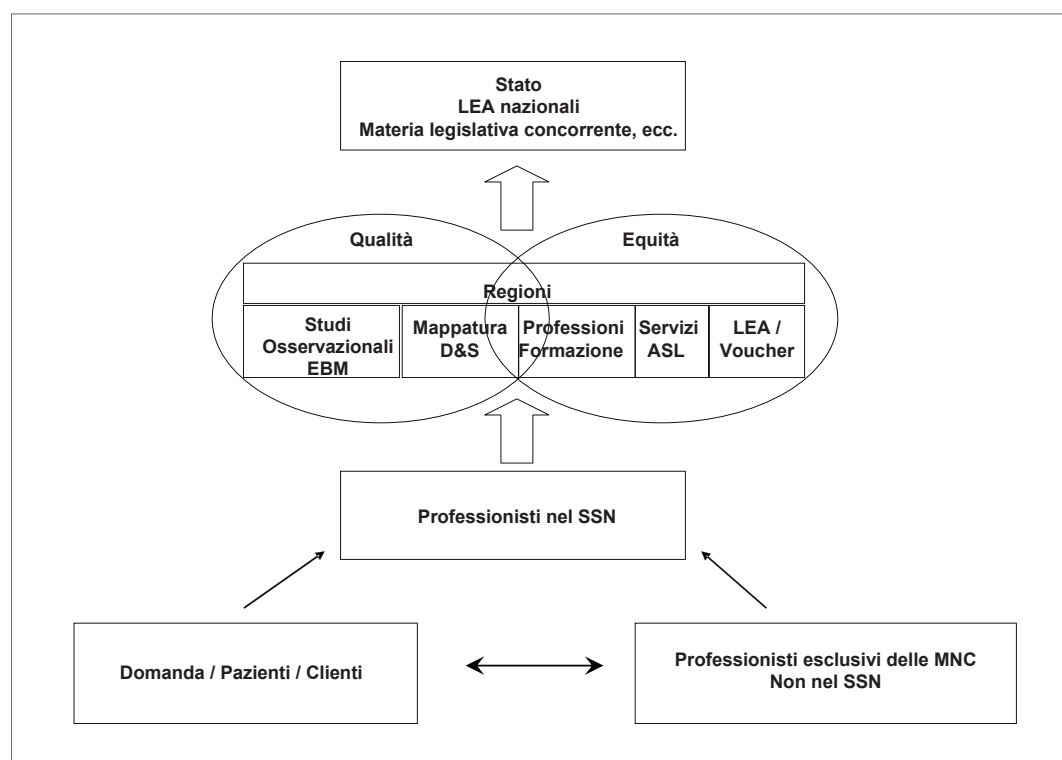 Stato
LEA nazionali
Materia legislativa concorrente, ecc.
Qualità
Equità
Regioni
Studi
Osservazionali
EBM
Mappatura
D&S
Professioni
Formazione
Servizi
ASL
LEA /
Voucher
Professionisti nel SSN
Domanda / Pazienti / Clienti
Professionisti esclusivi delle MNC
Non nel SSN